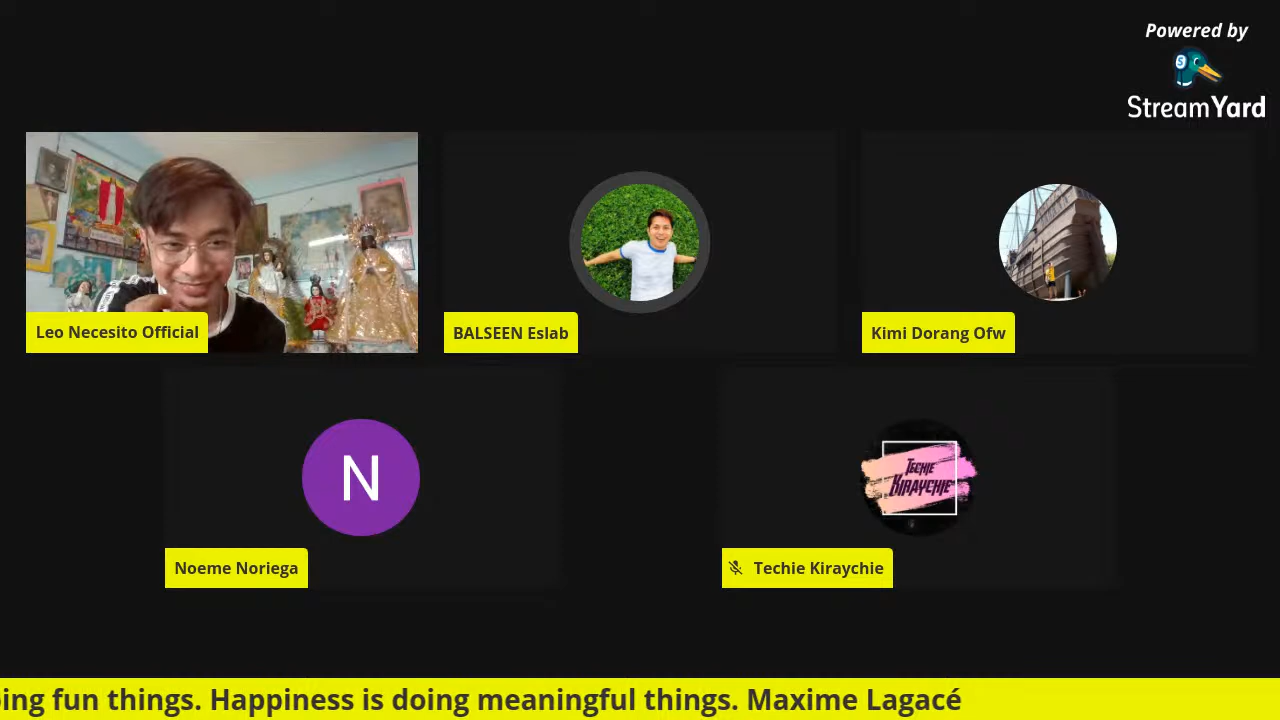 Powered by
StreamYard
Leo Necesito Official
BALSEEN Eslab
Kimi Dorang Ofw
N
Noeme Noriega
TECHIE
KIRAYCHIE
Techie Kiraychie
ing fun things. Happiness is doing meaningful things. Maxime Lagacé